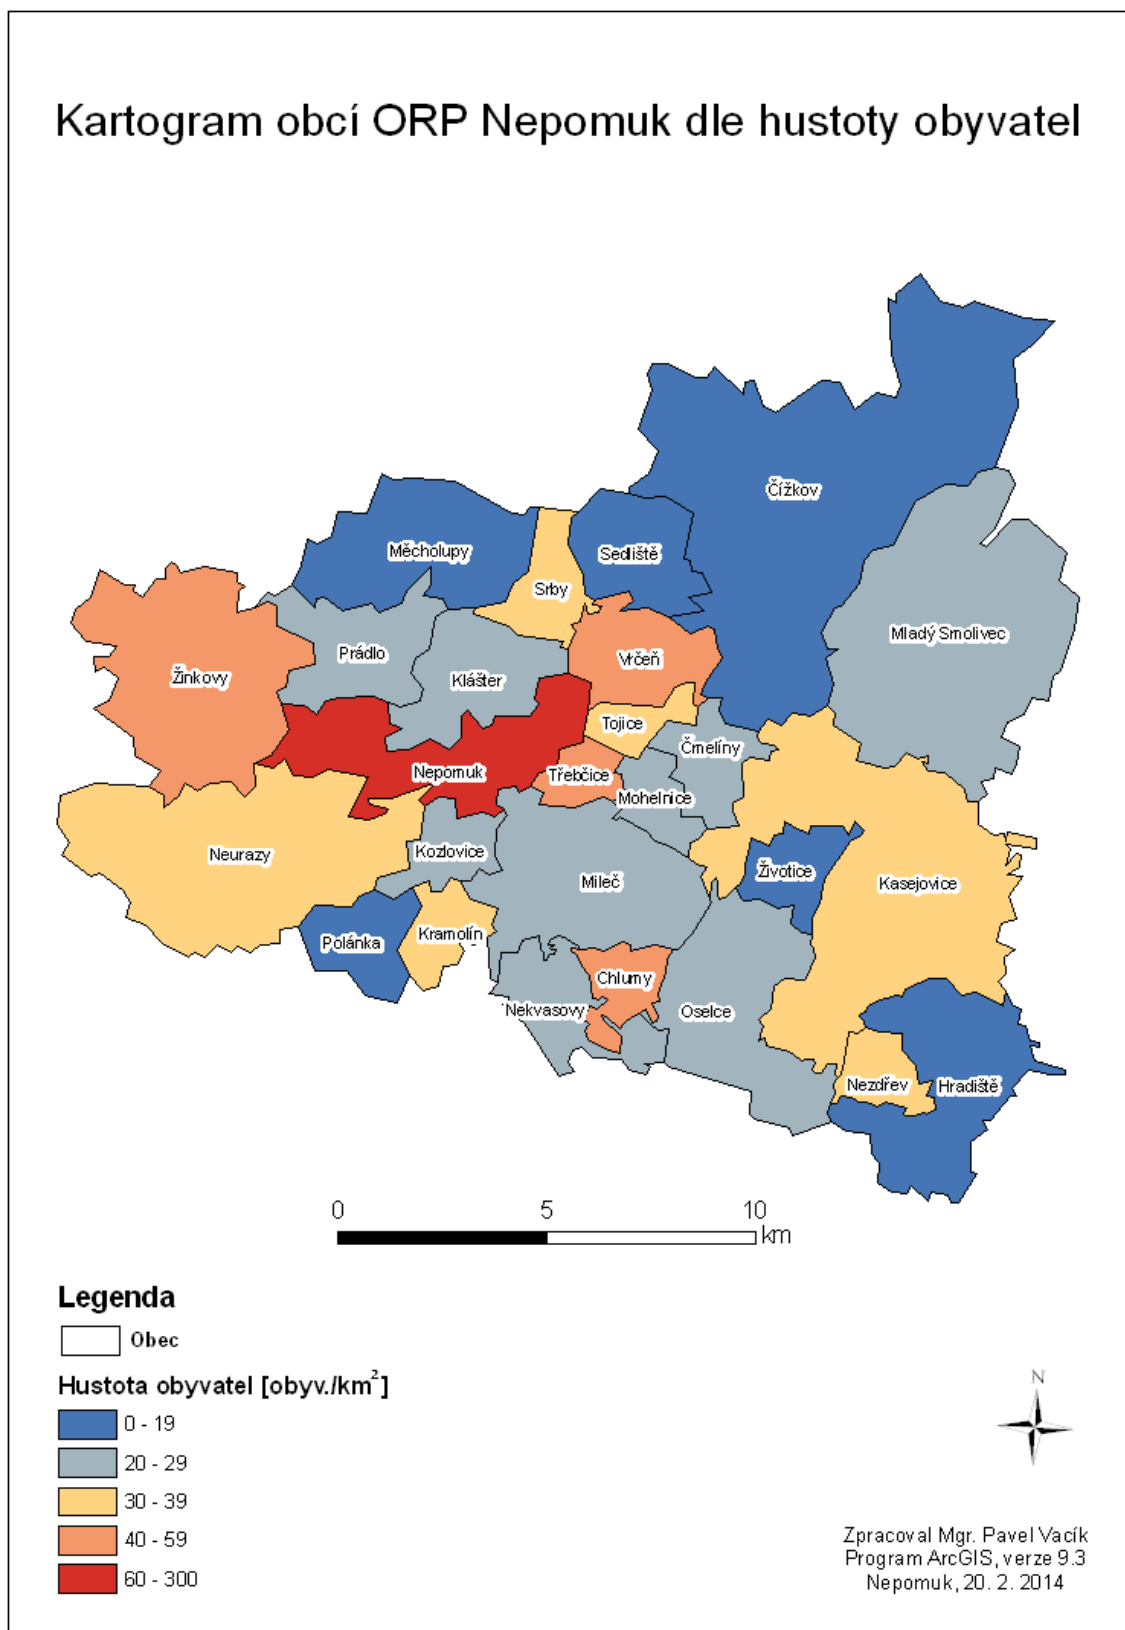 Kartogram obcí ORP Nepomuk dle hustoty obyvatel
Čížkov
Měcholupy
Sedliště
Srby
Mladý Smolivec
Prádlo
Vrčeň
Klášter
Žinkovy
Tojice
Čmelíny
Nepomuk
Třebčice
Mohelnice
Neurazy
Kozlovice
Mileč
Životice
Kasejovice
Polánka
Kramolín
Chlumy
Nekvasovy
Oselce
Nezdřev
Hradiště
0 5 10
km
Legenda
Obec
Hustota obyvatel [obyv./km²]
0 - 19
20 - 29
30 - 39
40 - 59
60 - 300
N
Zpracoval Mgr. Pavel Vacík
Program ArcGIS, verze 9.3
Nepomuk, 20. 2. 2014